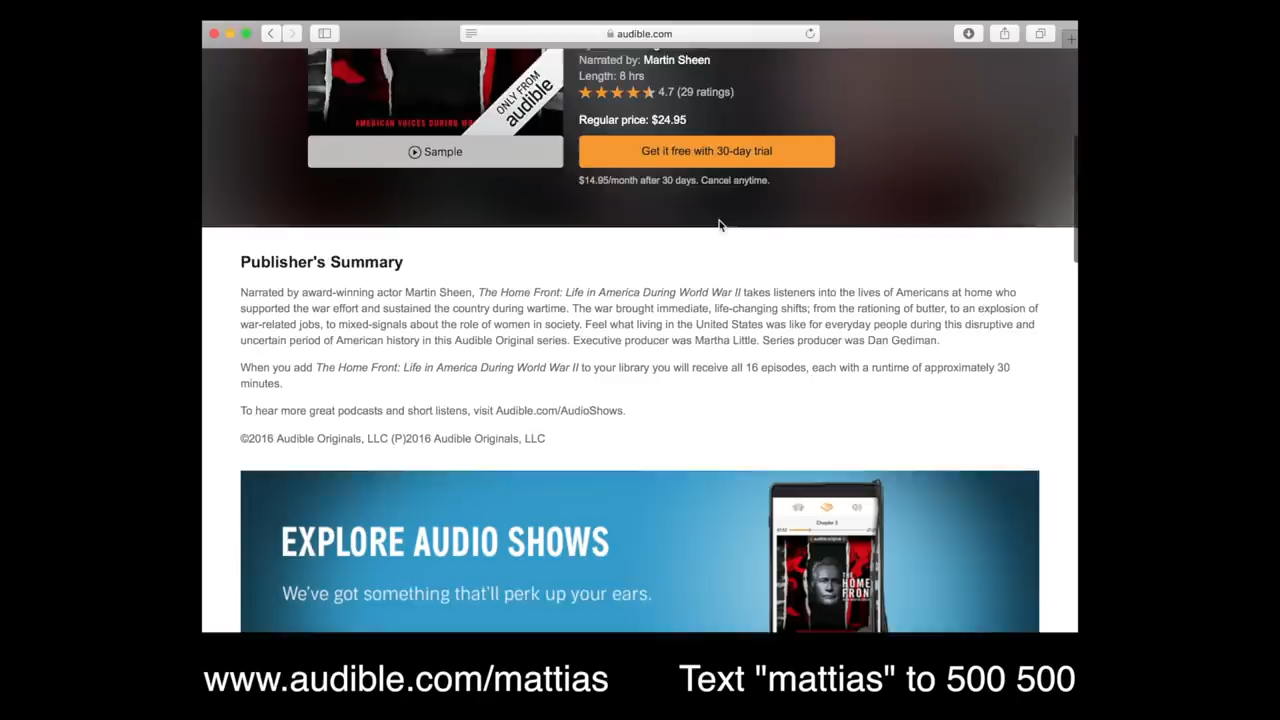 audible.com
Narrated by: Martin Sheen
Length: 8 hrs
4.7 (29 ratings)
ONLY FROM
audible
Regular price: $24.95
AMERICAN VOICES DURING
Sample
Get it free with 30-day trial
$14.95/month after 30 days. Cancel anytime.
Publisher's Summary
Narrated by award-winning actor Martin Sheen, The Home Front: Life in America During World War II takes listeners into the lives of Americans at home who
supported the war effort and sustained the country during wartime. The war brought immediate, life-changing shifts; from the rationing of butter, to an explosion of
war-related jobs, to mixed-signals about the role of women in society. Feel what living in the United States was like for everyday people during this disruptive and
uncertain period of American history in this Audible Original series. Executive producer was Martha Little. Series producer was Dan Gediman.
When you add The Home Front: Life in America During World War II to your library you will receive all 16 episodes, each with a runtime of approximately 30
minutes.
To hear more great podcasts and short listens, visit Audible.com/AudioShows.
©2016 Audible Originals, LLC (P)2016 Audible Originals, LLC
EXPLORE AUDIO SHOWS
We've got something that'll perk up your ears.
Chapter 3
THE
HOME
FRON
www.audible.com/mattias
Text "mattias" to 500 500